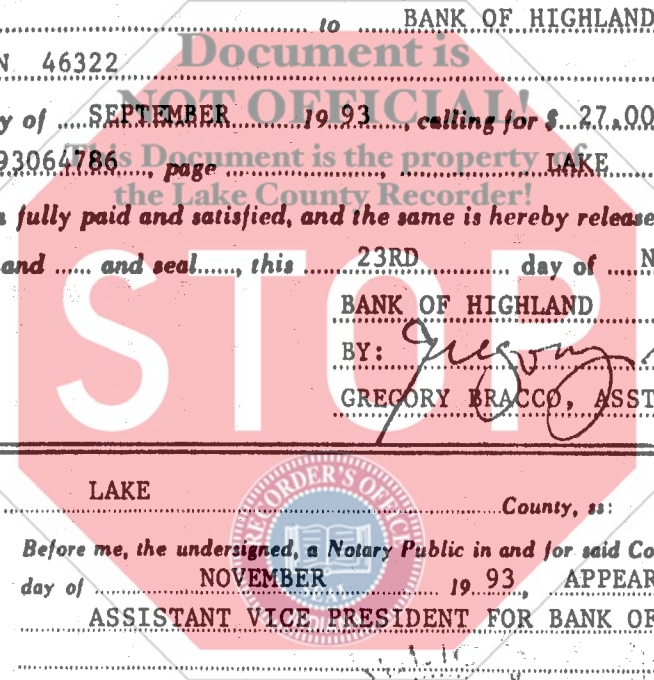 to BANK OF HIGHLAND
N 46322
Document is
NOT OFFICIAL!
y of SEPTEMBER 19 93, calling for $ 27,00
93064786, page , LAKE
This Document is the property of
the Lake County Recorder!
fully paid and satisfied, and the same is hereby release
and and seal, this 23RD day of N
STOP
BANK OF HIGHLAND
BY: Gregory
GREGORY BRACCO, ASST
LAKE County, ss:
RECORDER'S OFFICE
SEAL
Before me, the undersigned, a Notary Public in and for said Co
day of NOVEMBER 19 93, APPEAR
ASSISTANT VICE PRESIDENT FOR BANK OF